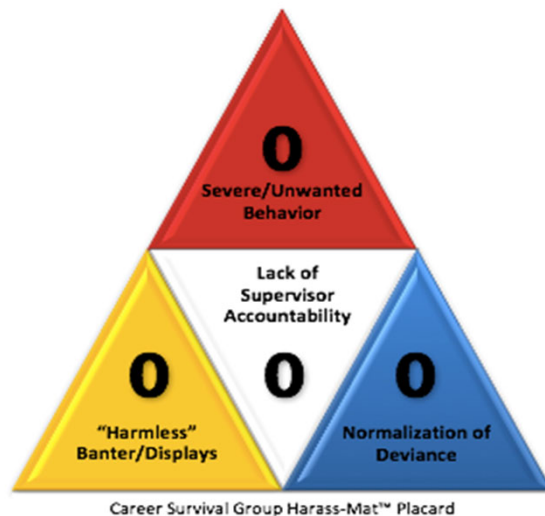 0
Severe/Unwanted
Behavior
Lack of
Supervisor
Accountability
0
0
0
“Harmless”
Banter/Displays
Normalization of
Deviance
Career Survival Group Harass-Mat™ Placard